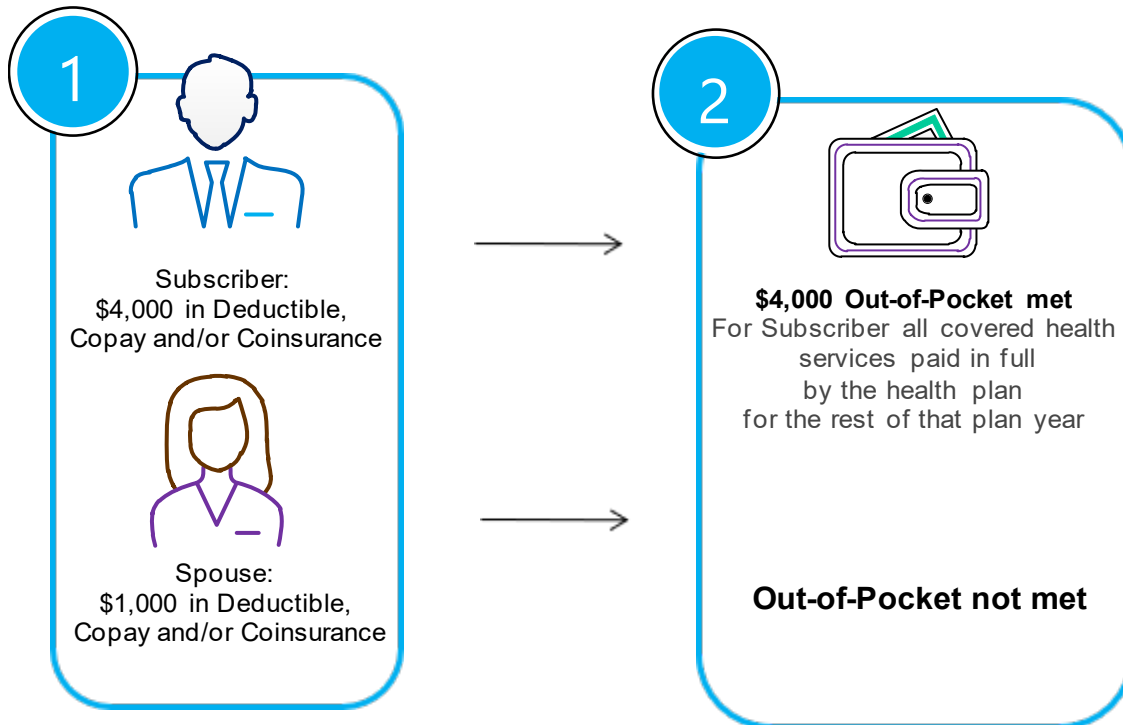 1
Subscriber:
$4,000 in Deductible,
Copay and/or Coinsurance
Spouse:
$1,000 in Deductible,
Copay and/or Coinsurance
2
$4,000 Out-of-Pocket met
For Subscriber all covered health
services paid in full
by the health plan
for the rest of that plan year
Out-of-Pocket not met